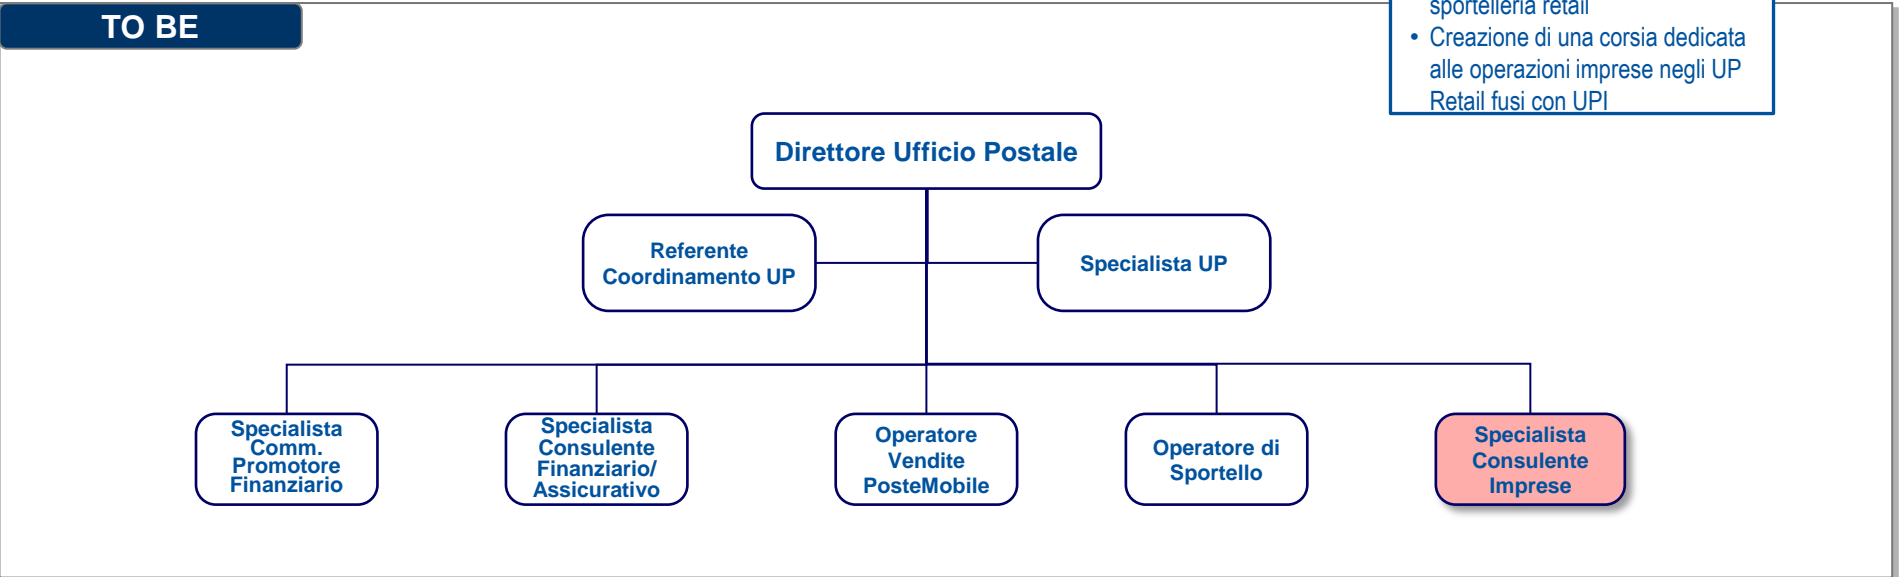 TO BE
sportelleria retail
• Creazione di una corsia dedicata
alle operazioni imprese negli UP
Retail fusi con UPI
Direttore Ufficio Postale
Referente
Coordinamento UP
Specialista UP
Specialista
Comm.
Promotore
Finanziario
Specialista
Consulente
Finanziario/
Assicurativo
Operatore
Vendite
PosteMobile
Operatore di
Sportello
Specialista
Consulente
Imprese